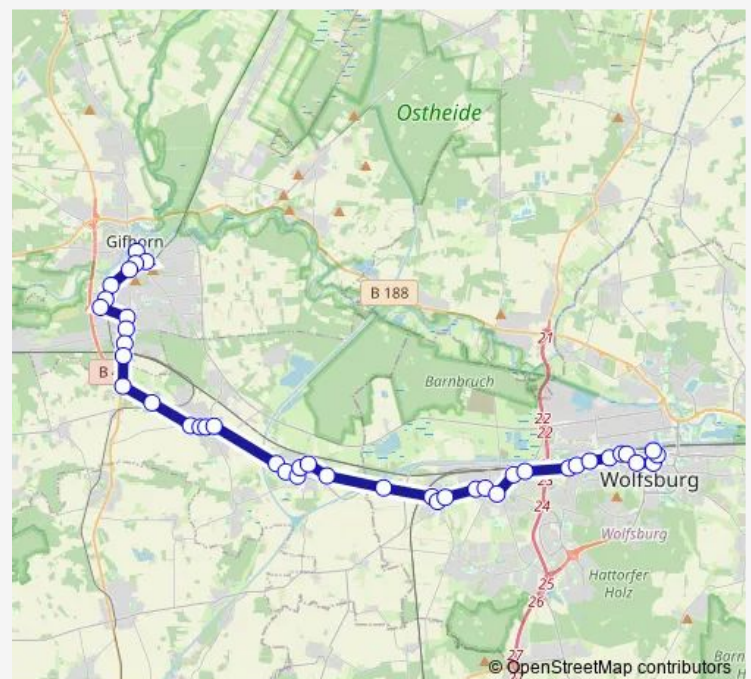 Ostheide
Gifhorn
B 188
21
B
Barnbruch
22
22
23
Wolfsburg
24
Wolfsburg
25
Hattorfer
Holz
26
27
Barn
© OpenStreetMap contributors